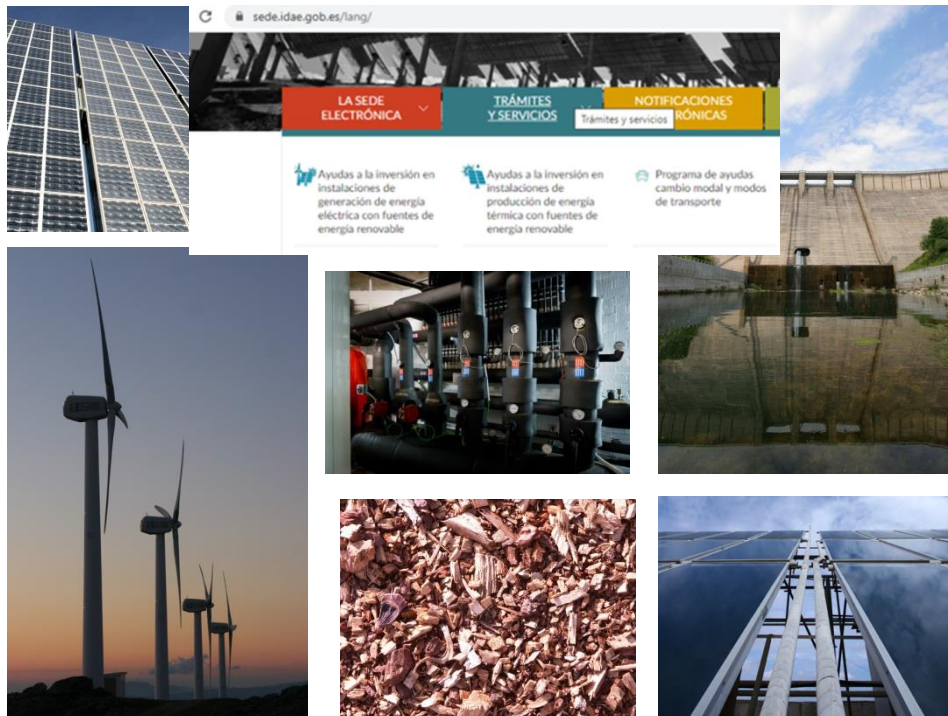 sede.idae.gob.es/lang/
LA SEDE
ELECTRÓNICA
TRÁMITES
Y SERVICIOS
NOTIFICACIONES
RÓNICAS
Trámites y servicios
Ayudas a la inversión en
instalaciones de
generación de energía
eléctrica con fuentes de
energía renovable
Ayudas a la inversión en
instalaciones de
producción de energía
térmica con fuentes de
energía renovable
Programa de ayudas
cambio modal y modos
de transporte